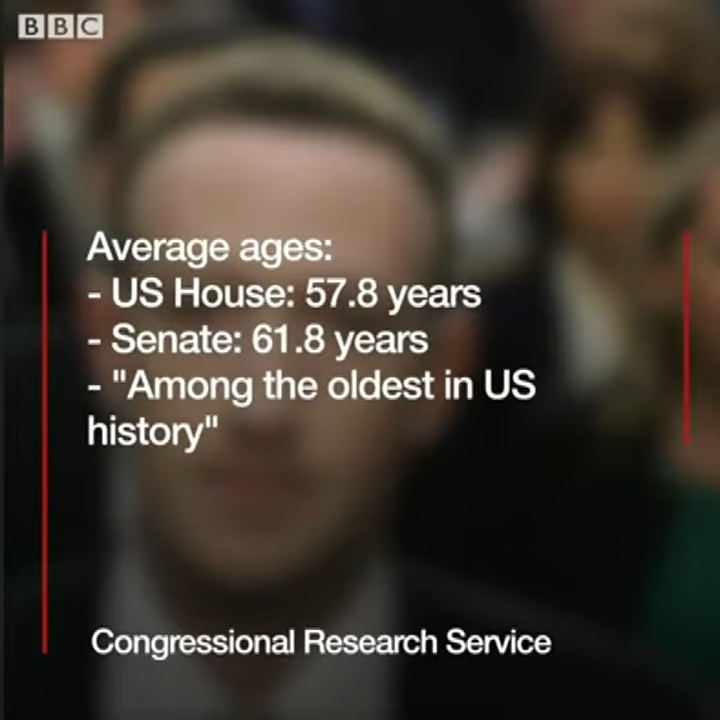 BBC
Average ages:
- US House: 57.8 years
- Senate: 61.8 years
- "Among the oldest in US
history"
Congressional Research Service